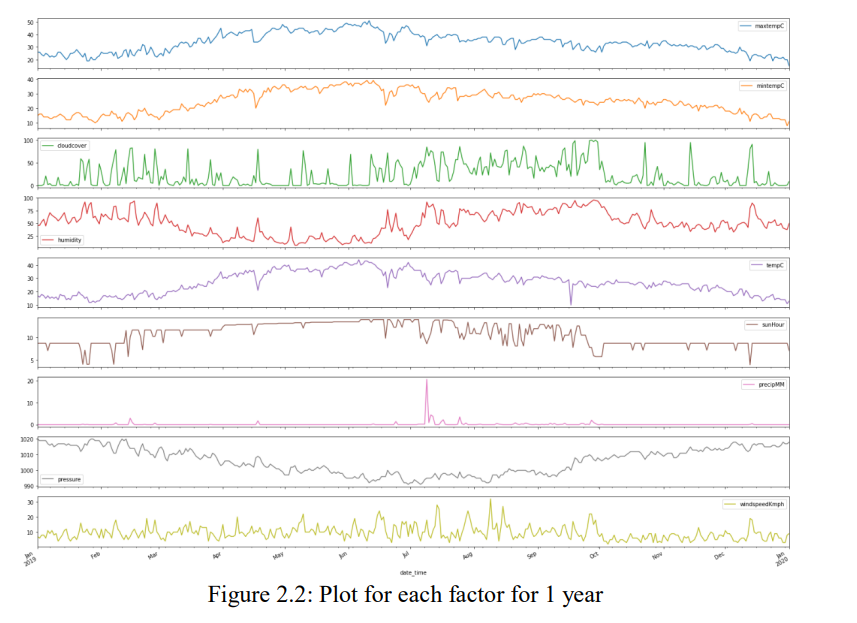 50
40
30
20
maxtempC
40
30
20
10
mintempC
100
50
0
cloudcover
100
75
50
25
humidity
40
30
20
10
tempC
10
5
sunHour
20
10
0
precipMM
1020
1010
1000
990
pressure
30
20
10
windspeedKmph
Jan 2019
Feb
Mar
Apr
May
Jun
Jul
Aug
Sep
Oct
Nov
Dec
Jan 2020
date_time
Figure 2.2: Plot for each factor for 1 year